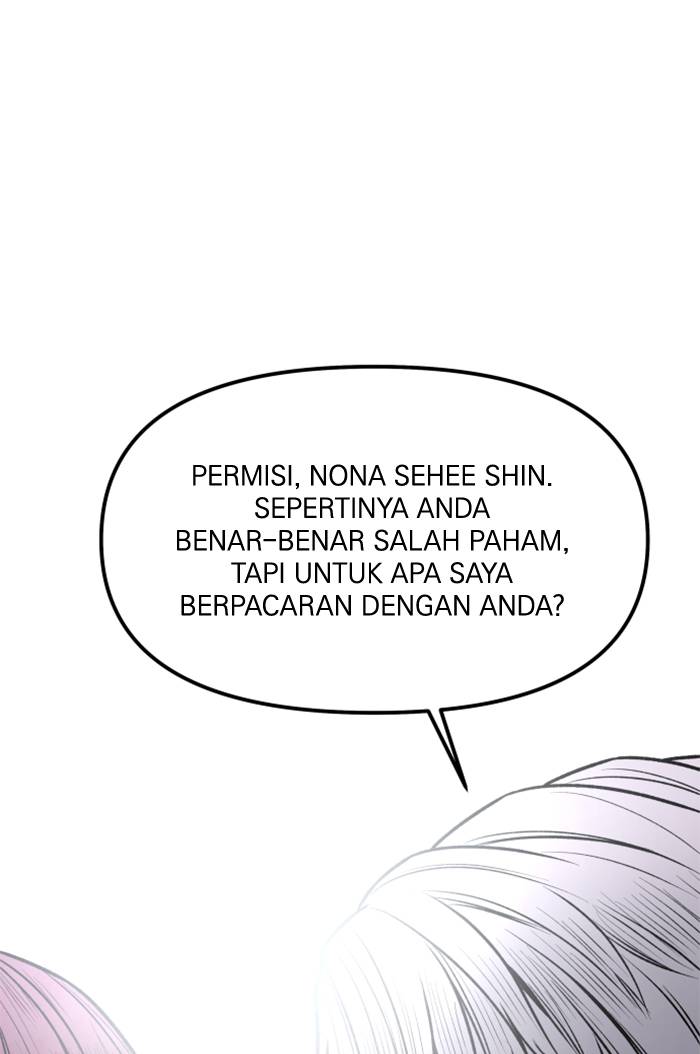 PERMISI, NONA SEHEE SHIN.
SEPERTINYA ANDA
BENAR-BENAR SALAH PAHAM,
TAPI UNTUK APA SAYA
BERPACARAN DENGAN ANDA?